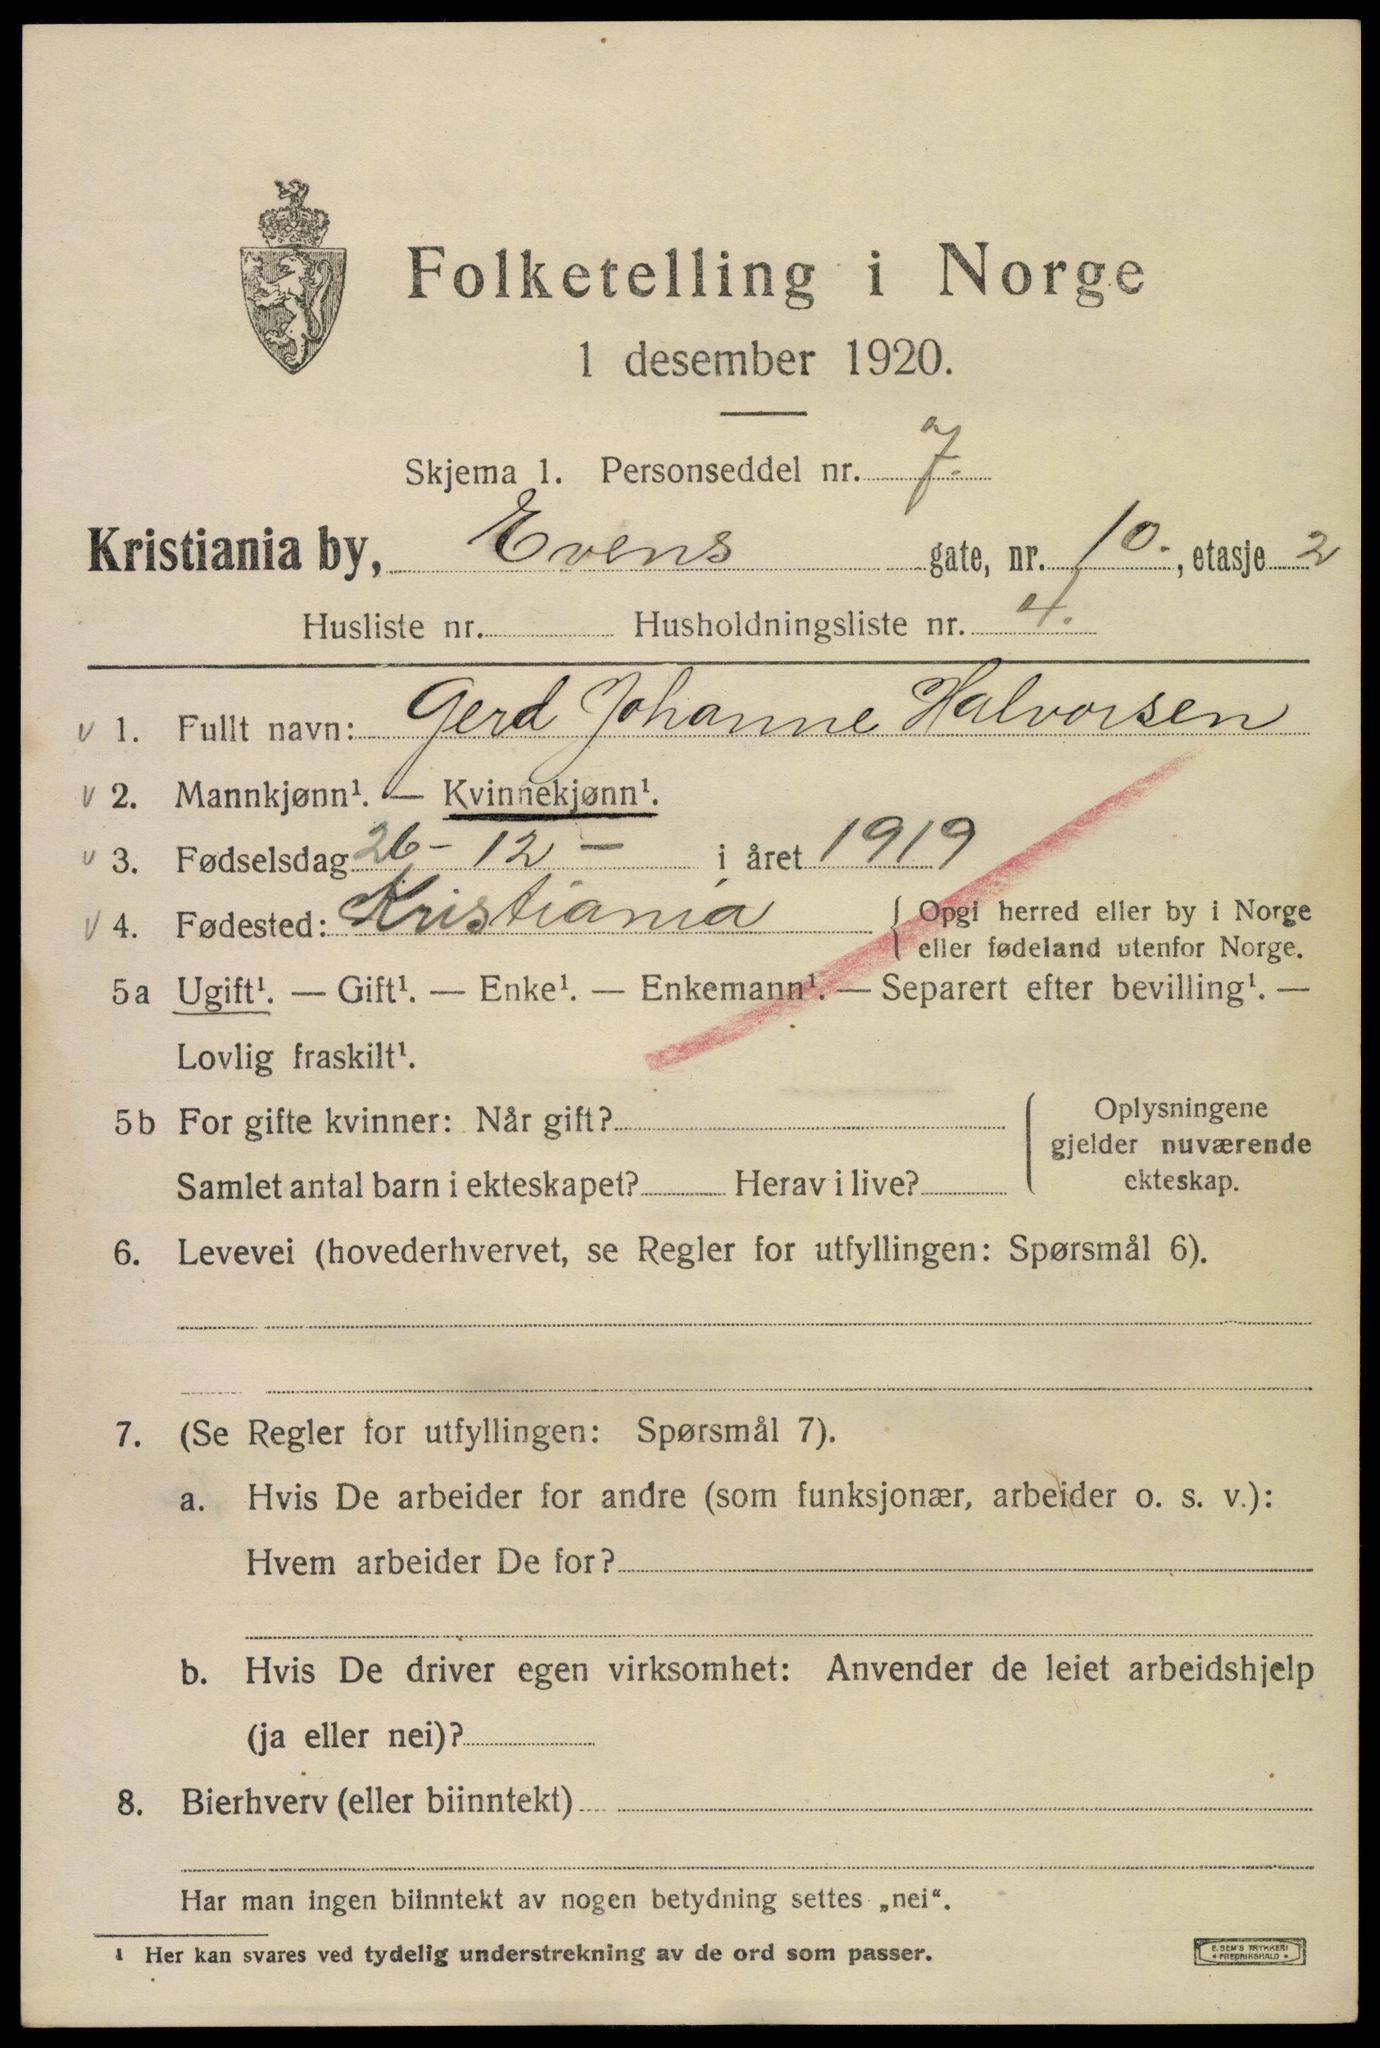 Folketelling i Norge
1 desember 1920.
Skjema 1. Personseddel nr. 7.
Kristiania by, Evens gate, nr. 10., etasje 2
Husliste nr. Husholdningsliste nr. 4.
v 1. Fullt navn: Gerd Johanne Halvorsen
v 2. Mannkjønn¹. — Kvinnekjønn¹.
v 3. Fødselsdag 26 - 12 - i året 1919
v 4. Fødested: Kristiania { Opgi herred eller by i Norge
eller fødeland utenfor Norge.
5a Ugift¹. — Gift¹. — Enke¹. — Enkemann¹. — Separert efter bevilling¹. —
Lovlig fraskilt¹.
5b For gifte kvinner: Når gift? { Oplysningene
gjelder nuværende
Samlet antal barn i ekteskapet? Herav i live? ekteskap.
6. Levevei (hovederhvervet, se Regler for utfyllingen: Spørsmål 6).
7. (Se Regler for utfyllingen: Spørsmål 7).
a. Hvis De arbeider for andre (som funksjonær, arbeider o. s. v.):
Hvem arbeider De for?
b. Hvis De driver egen virksomhet: Anvender de leiet arbeidshjelp
(ja eller nei)?
8. Bierhverv (eller biinntekt)
Har man ingen biinntekt av nogen betydning settes „nei“.
¹ Her kan svares ved tydelig understrekning av de ord som passer.
E. SEM'S TRYKKERI
* FREDRIKSHALD *